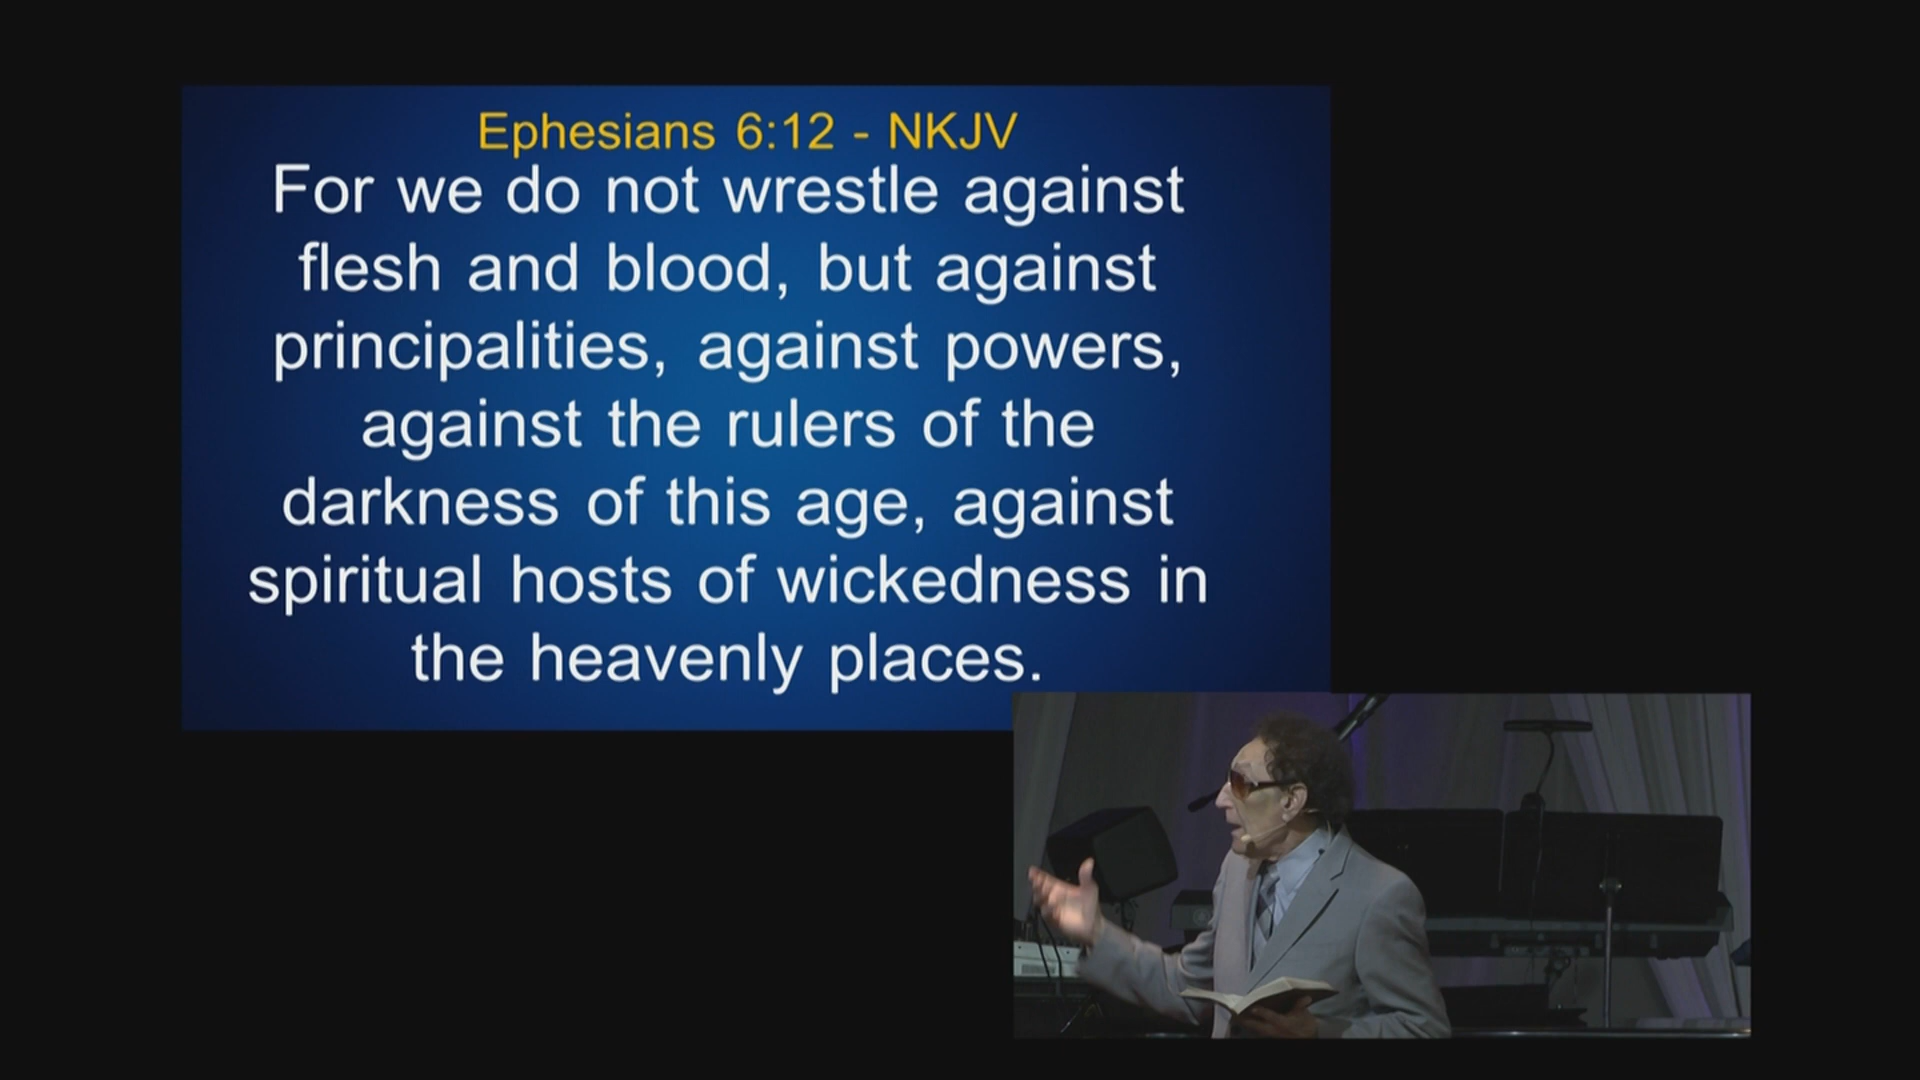 Ephesians 6:12 - NKJV
For we do not wrestle against
flesh and blood, but against
principalities, against powers,
against the rulers of the
darkness of this age, against
spiritual hosts of wickedness in
the heavenly places.